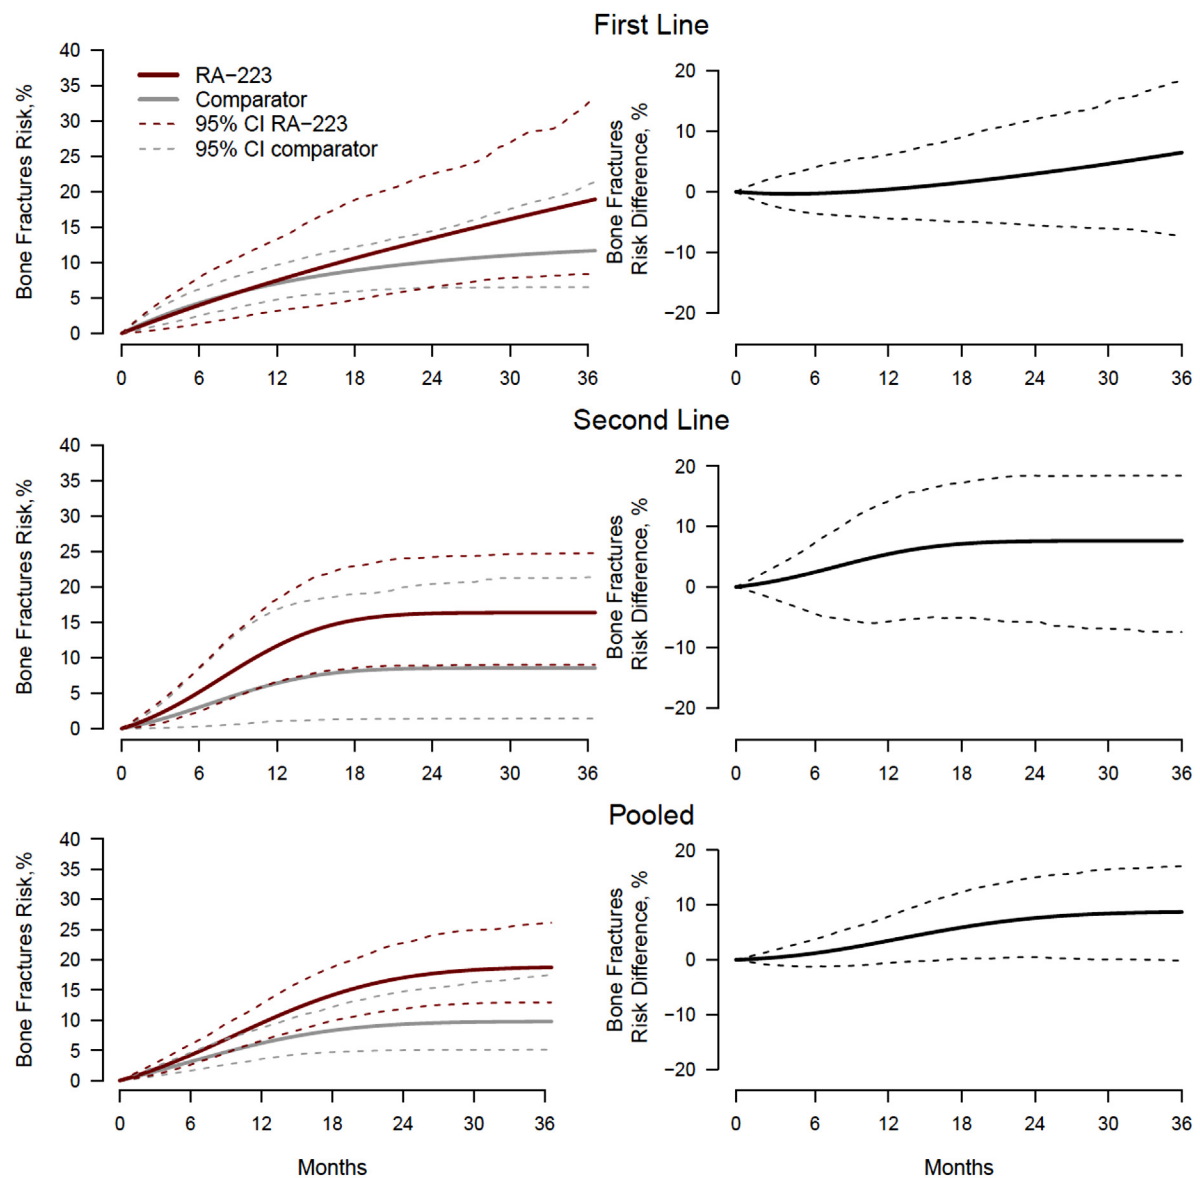 First Line
Bone Fractures Risk, %
40
35
30
25
20
15
10
5
0
RA−223
Comparator
95% CI RA−223
95% CI comparator
0 6 12 18 24 30 36
Bone Fractures
Risk Difference, %
20
10
0
−10
−20
0 6 12 18 24 30 36
Second Line
Bone Fractures Risk, %
40
35
30
25
20
15
10
5
0
0 6 12 18 24 30 36
Bone Fractures
Risk Difference, %
20
10
0
−10
−20
0 6 12 18 24 30 36
Pooled
Bone Fractures Risk, %
40
35
30
25
20
15
10
5
0
0 6 12 18 24 30 36
Months
Bone Fractures
Risk Difference, %
20
10
0
−10
−20
0 6 12 18 24 30 36
Months